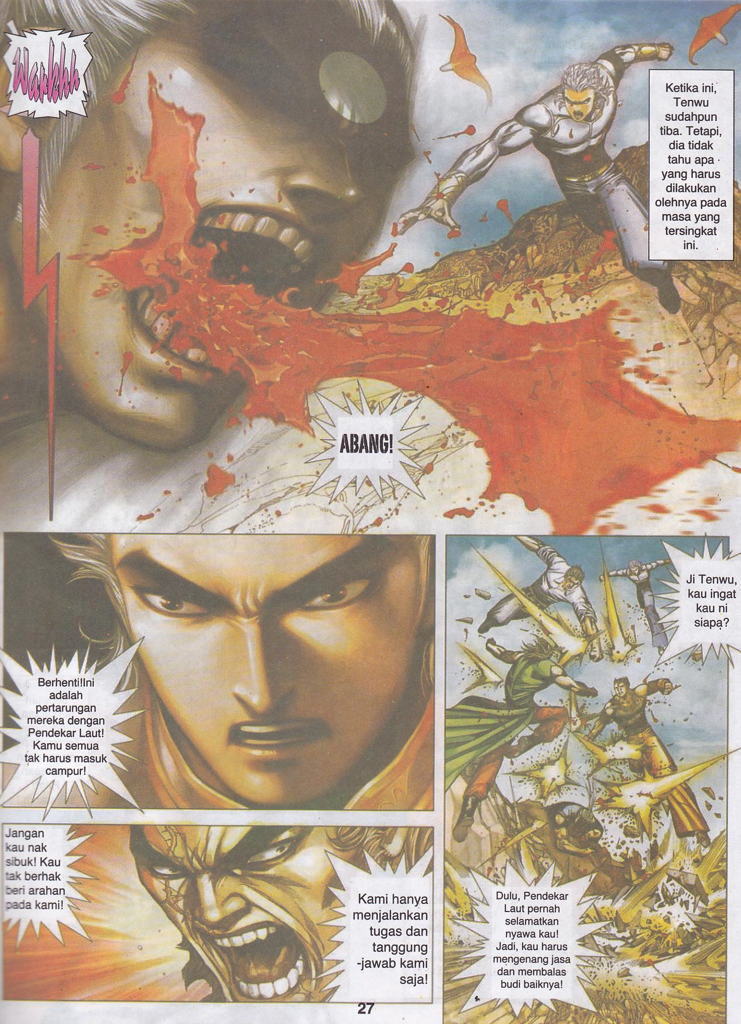 Warkhh
Ketika ini,
Tenwu
sudahpun
tiba. Tetapi,
dia tidak
tahu apa
yang harus
dilakukan
olehnya pada
masa yang
tersingkat
ini.
ABANG!
Berhenti!Ini
adalah
pertarungan
mereka dengan
Pendekar Laut!
Kamu semua
tak harus masuk
campur!
Ji Tenwu,
kau ingat
kau ni
siapa?
Jangan
kau nak
sibuk! Kau
tak berhak
beri arahan
pada kami!
Kami hanya
menjalankan
tugas dan
tanggung
-jawab kami
saja!
Dulu, Pendekar
Laut pernah
selamatkan
nyawa kau!
Jadi, kau harus
mengenang jasa
dan membalas
budi baiknya!
27